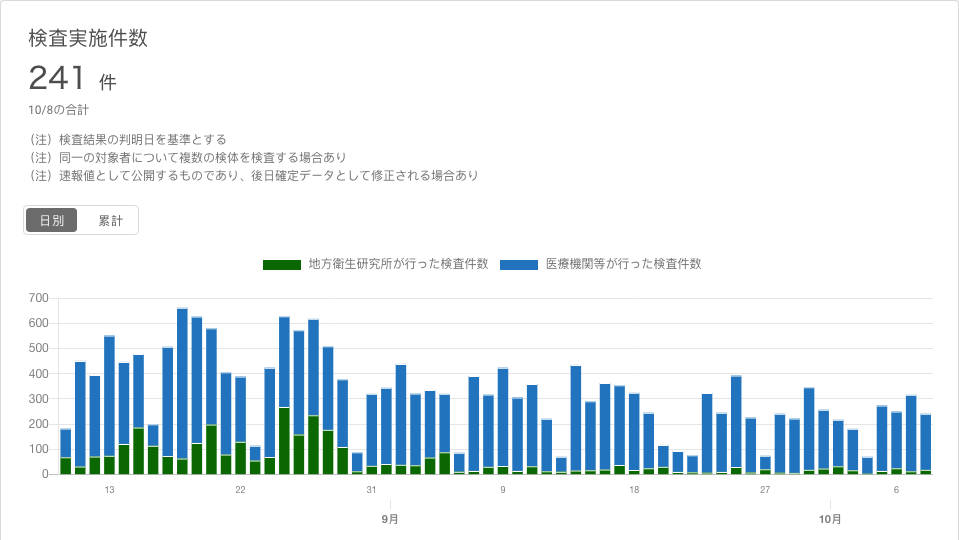 検査実施件数
241 件
10/8の合計
（注）検査結果の判明日を基準とする
（注）同一の対象者について複数の検体を検査する場合あり
（注）速報値として公開するものであり、後日確定データとして修正される場合あり
日別 累計
地方衛生研究所が行った検査件数 医療機関等が行った検査件数
700
600
500
400
300
200
100
0
13 22 31 9 18 27 6
9月 10月